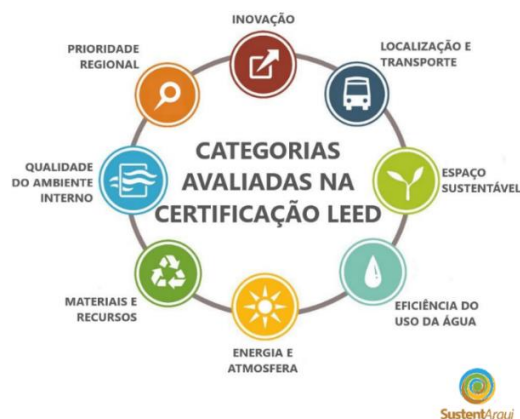 INOVAÇÃO
LOCALIZAÇÃO E
TRANSPORTE
ESPAÇO
SUSTENTÁVEL
EFICIÊNCIA DO
USO DA ÁGUA
ENERGIA E
ATMOSFERA
MATERIAIS E
RECURSOS
QUALIDADE
DO AMBIENTE
INTERNO
PRIORIDADE
REGIONAL
CATEGORIAS
AVALIADAS NA
CERTIFICAÇÃO LEED
SustentArqui